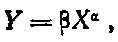 Y = βX^α,